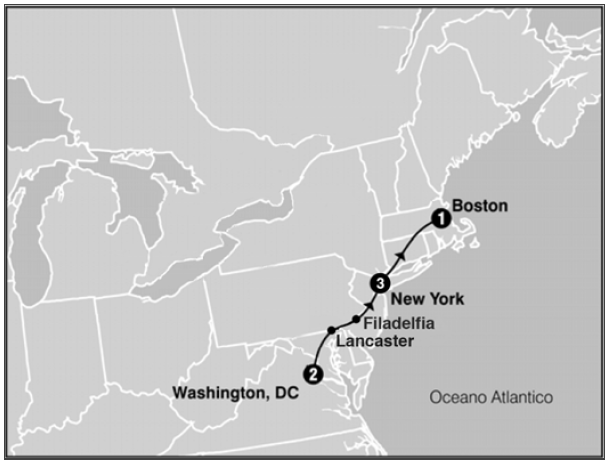 1 Boston
3 New York
Filadelfia
Lancaster
2
Washington, DC
Oceano Atlantico